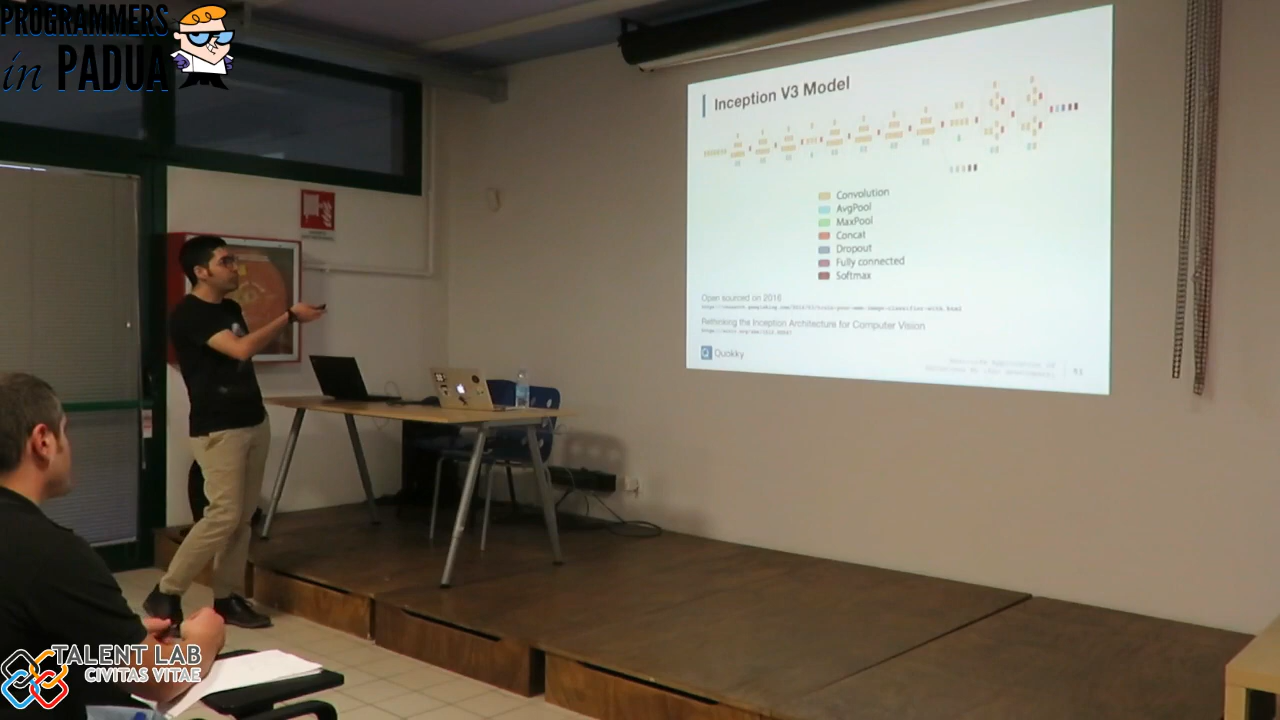 PROGRAMMERS
in PADUA
Inception V3 Model
Convolution
AvgPool
MaxPool
Concat
Dropout
Fully connected
Softmax
Open sourced on 2016
Rethinking the Inception Architecture for Computer Vision
Quokky
TALENT LAB
CIVITAS VITAE